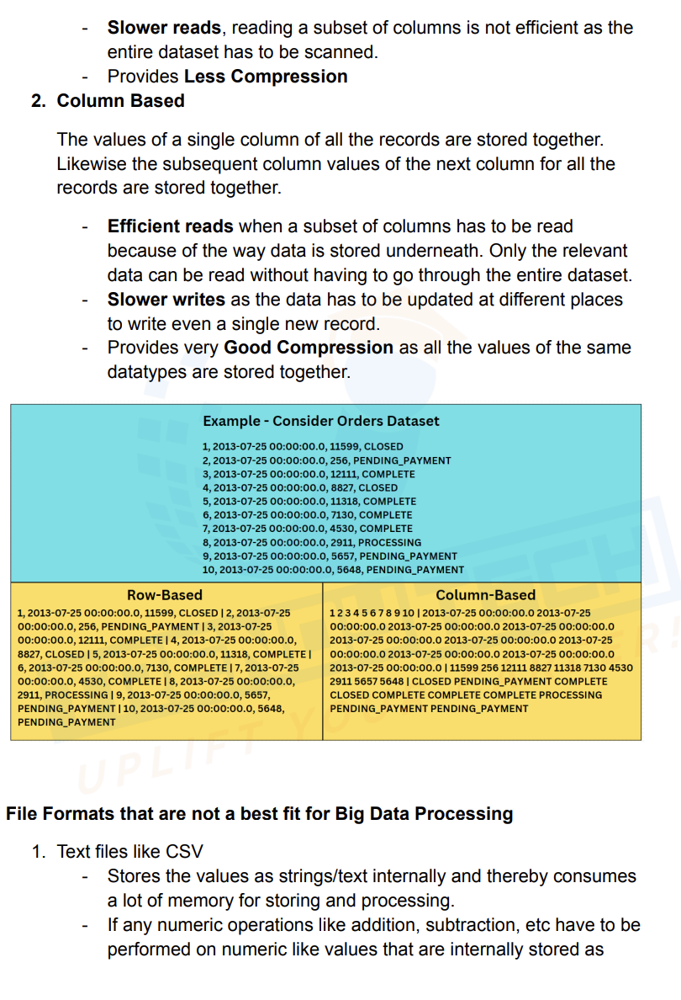 - Slower reads, reading a subset of columns is not efficient as the
entire dataset has to be scanned.
- Provides Less Compression
2. Column Based
The values of a single column of all the records are stored together.
Likewise the subsequent column values of the next column for all the
records are stored together.
- Efficient reads when a subset of columns has to be read
because of the way data is stored underneath. Only the relevant
data can be read without having to go through the entire dataset.
- Slower writes as the data has to be updated at different places
to write even a single new record.
- Provides very Good Compression as all the values of the same
datatypes are stored together.
Example - Consider Orders Dataset
1, 2013-07-25 00:00:00.0, 11599, CLOSED
2, 2013-07-25 00:00:00.0, 256, PENDING_PAYMENT
3, 2013-07-25 00:00:00.0, 12111, COMPLETE
4, 2013-07-25 00:00:00.0, 8827, CLOSED
5, 2013-07-25 00:00:00.0, 11318, COMPLETE
6, 2013-07-25 00:00:00.0, 7130, COMPLETE
7, 2013-07-25 00:00:00.0, 4530, COMPLETE
8, 2013-07-25 00:00:00.0, 2911, PROCESSING
9, 2013-07-25 00:00:00.0, 5657, PENDING_PAYMENT
10, 2013-07-25 00:00:00.0, 5648, PENDING_PAYMENT
Row-Based
1, 2013-07-25 00:00:00.0, 11599, CLOSED | 2, 2013-07-25
00:00:00.0, 256, PENDING_PAYMENT | 3, 2013-07-25
00:00:00.0, 12111, COMPLETE | 4, 2013-07-25 00:00:00.0,
8827, CLOSED | 5, 2013-07-25 00:00:00.0, 11318, COMPLETE |
6, 2013-07-25 00:00:00.0, 7130, COMPLETE | 7, 2013-07-25
00:00:00.0, 4530, COMPLETE | 8, 2013-07-25 00:00:00.0,
2911, PROCESSING | 9, 2013-07-25 00:00:00.0, 5657,
PENDING_PAYMENT | 10, 2013-07-25 00:00:00.0, 5648,
PENDING_PAYMENT
Column-Based
1 2 3 4 5 6 7 8 9 10 | 2013-07-25 00:00:00.0 2013-07-25
00:00:00.0 2013-07-25 00:00:00.0 2013-07-25 00:00:00.0
2013-07-25 00:00:00.0 2013-07-25 00:00:00.0 2013-07-25
00:00:00.0 2013-07-25 00:00:00.0 2013-07-25 00:00:00.0
2013-07-25 00:00:00.0 | 11599 256 12111 8827 11318 7130 4530
2911 5657 5648 | CLOSED PENDING_PAYMENT COMPLETE
CLOSED COMPLETE COMPLETE COMPLETE PROCESSING
PENDING_PAYMENT PENDING_PAYMENT
UPLIFT
File Formats that are not a best fit for Big Data Processing
1. Text files like CSV
- Stores the values as strings/text internally and thereby consumes
a lot of memory for storing and processing.
- If any numeric operations like addition, subtraction, etc have to be
performed on numeric like values that are internally stored as